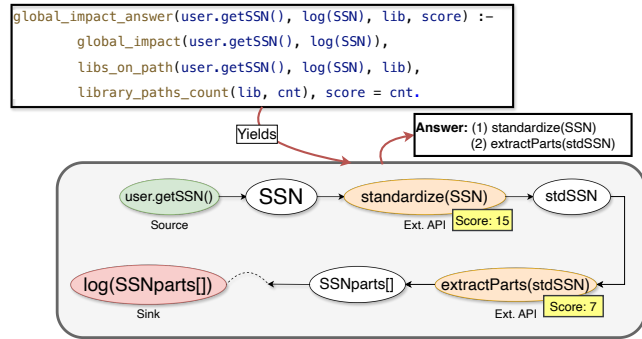 global_impact_answer(user.getSSN(), log(SSN), lib, score) :-
global_impact(user.getSSN(), log(SSN)),
libs_on_path(user.getSSN(), log(SSN), lib),
library_paths_count(lib, cnt), score = cnt.
Yields
Answer: (1) standardize(SSN)
(2) extractParts(stdSSN)
user.getSSN()
SSN
standardize(SSN)
stdSSN
Source
Ext. API
Score: 15
log(SSNparts[])
SSNparts[]
extractParts(stdSSN)
Sink
Ext. API
Score: 7